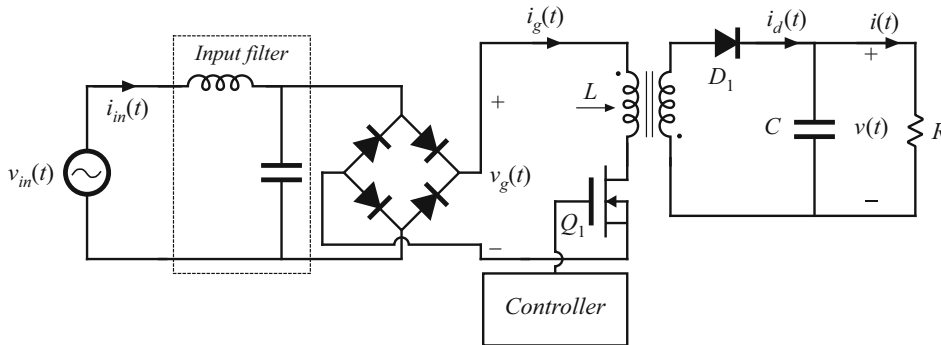 i_g(t)
i_d(t)
i(t)
Input filter
i_in(t)
+
L
D_1
+
v_in(t)
v_g(t)
C
v(t)
R
Q_1
–
–
Controller